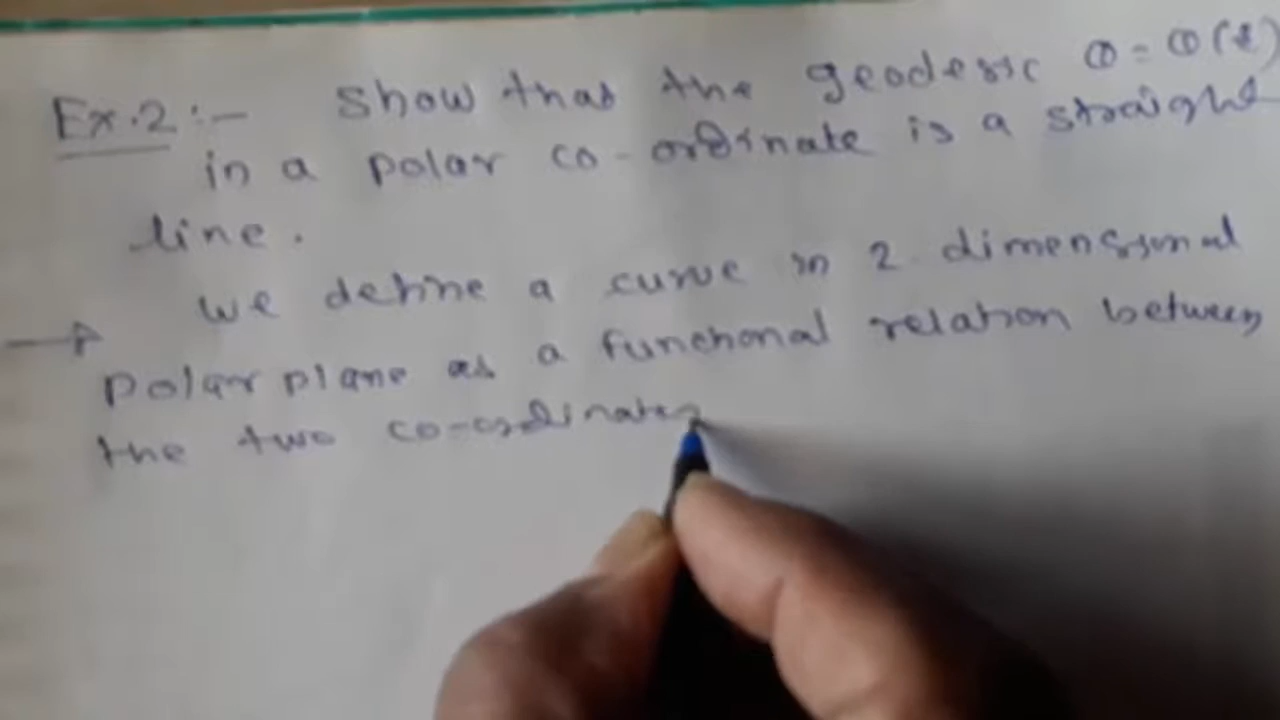 Ex.2 :- Show that the geodesic θ = θ(r)
in a polar co-ordinate is a straight
line.
→ We define a curve in 2 dimensional
polar plane as a functional relation between
the two co-ordinates